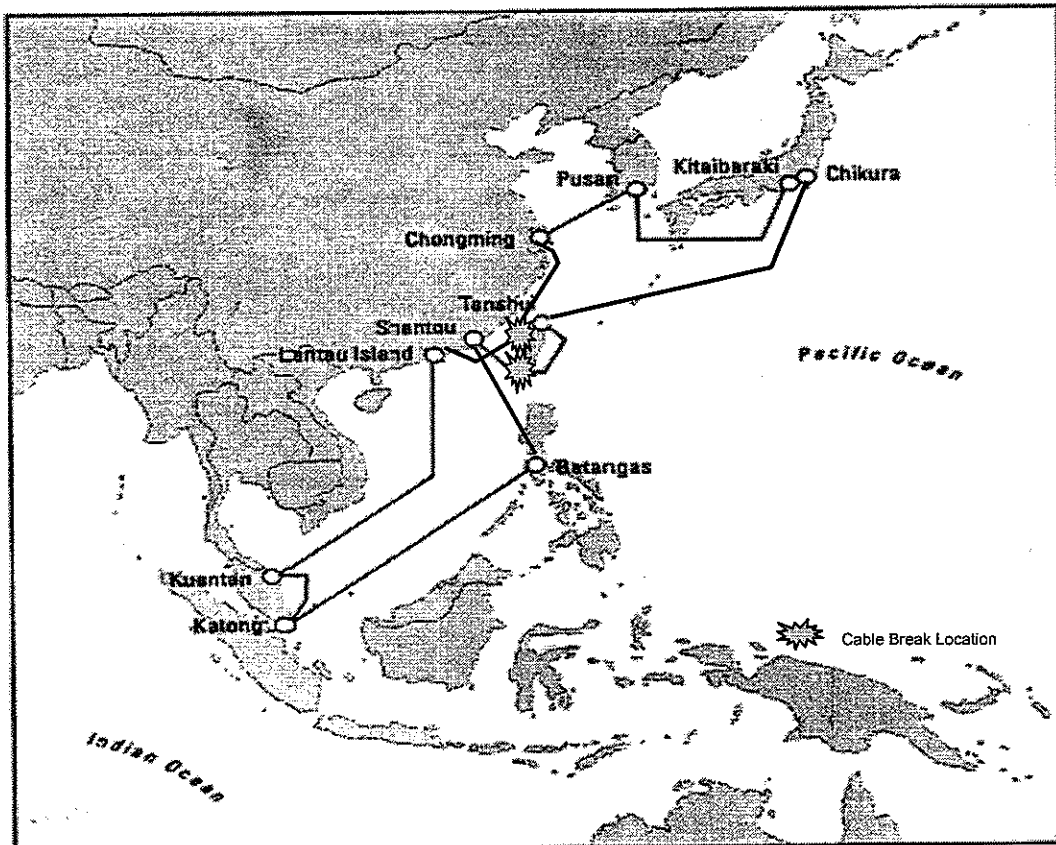 Kitaibaraki
Chikura
Pusan
Chongming
Tanshui
Shantou
Lantau Island
Pacific Ocean
Batangas
Kuantan
Katong
Cable Break Location
Indian Ocean